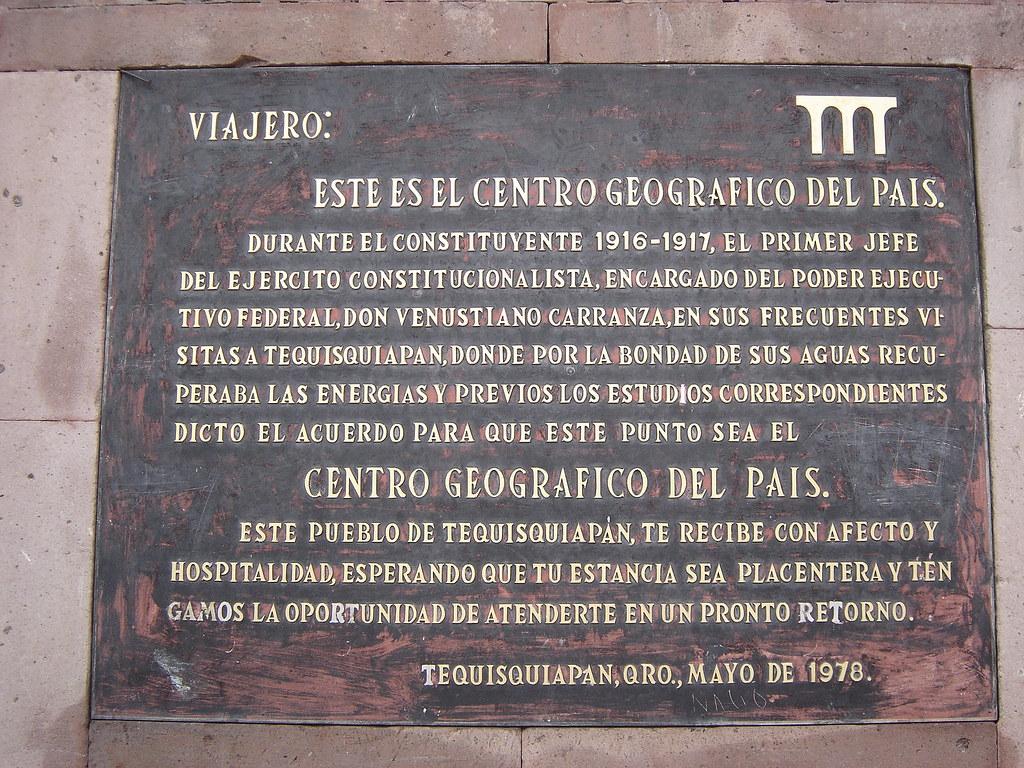 VIAJERO:
ESTE ES EL CENTRO GEOGRAFICO DEL PAIS.
DURANTE EL CONSTITUYENTE 1916-1917, EL PRIMER JEFE
DEL EJERCITO CONSTITUCIONALISTA, ENCARGADO DEL PODER EJECU-
TIVO FEDERAL, DON VENUSTIANO CARRANZA, EN SUS FRECUENTES VI-
SITAS A TEQUISQUIAPAN, DONDE POR LA BONDAD DE SUS AGUAS RECU-
PERABA LAS ENERGIAS Y PREVIOS LOS ESTUDIOS CORRESPONDIENTES
DICTO EL ACUERDO PARA QUE ESTE PUNTO SEA EL
CENTRO GEOGRAFICO DEL PAIS.
ESTE PUEBLO DE TEQUISQUIAPAN, TE RECIBE CON AFECTO Y
HOSPITALIDAD, ESPERANDO QUE TU ESTANCIA SEA PLACENTERA Y TÉN
GAMOS LA OPORTUNIDAD DE ATENDERTE EN UN PRONTO RETORNO.
TEQUISQUIAPAN, QRO., MAYO DE 1978.